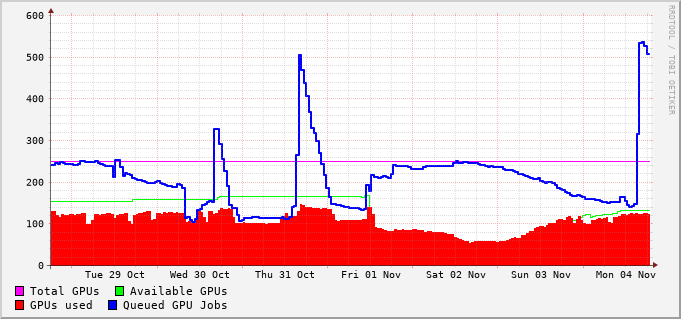 600
500
400
300
200
100
0
Tue 29 Oct Wed 30 Oct Thu 31 Oct Fri 01 Nov Sat 02 Nov Sun 03 Nov Mon 04 Nov
Total GPUs Available GPUs
GPUs used Queued GPU Jobs
RRDTOOL / TOBI OETIKER